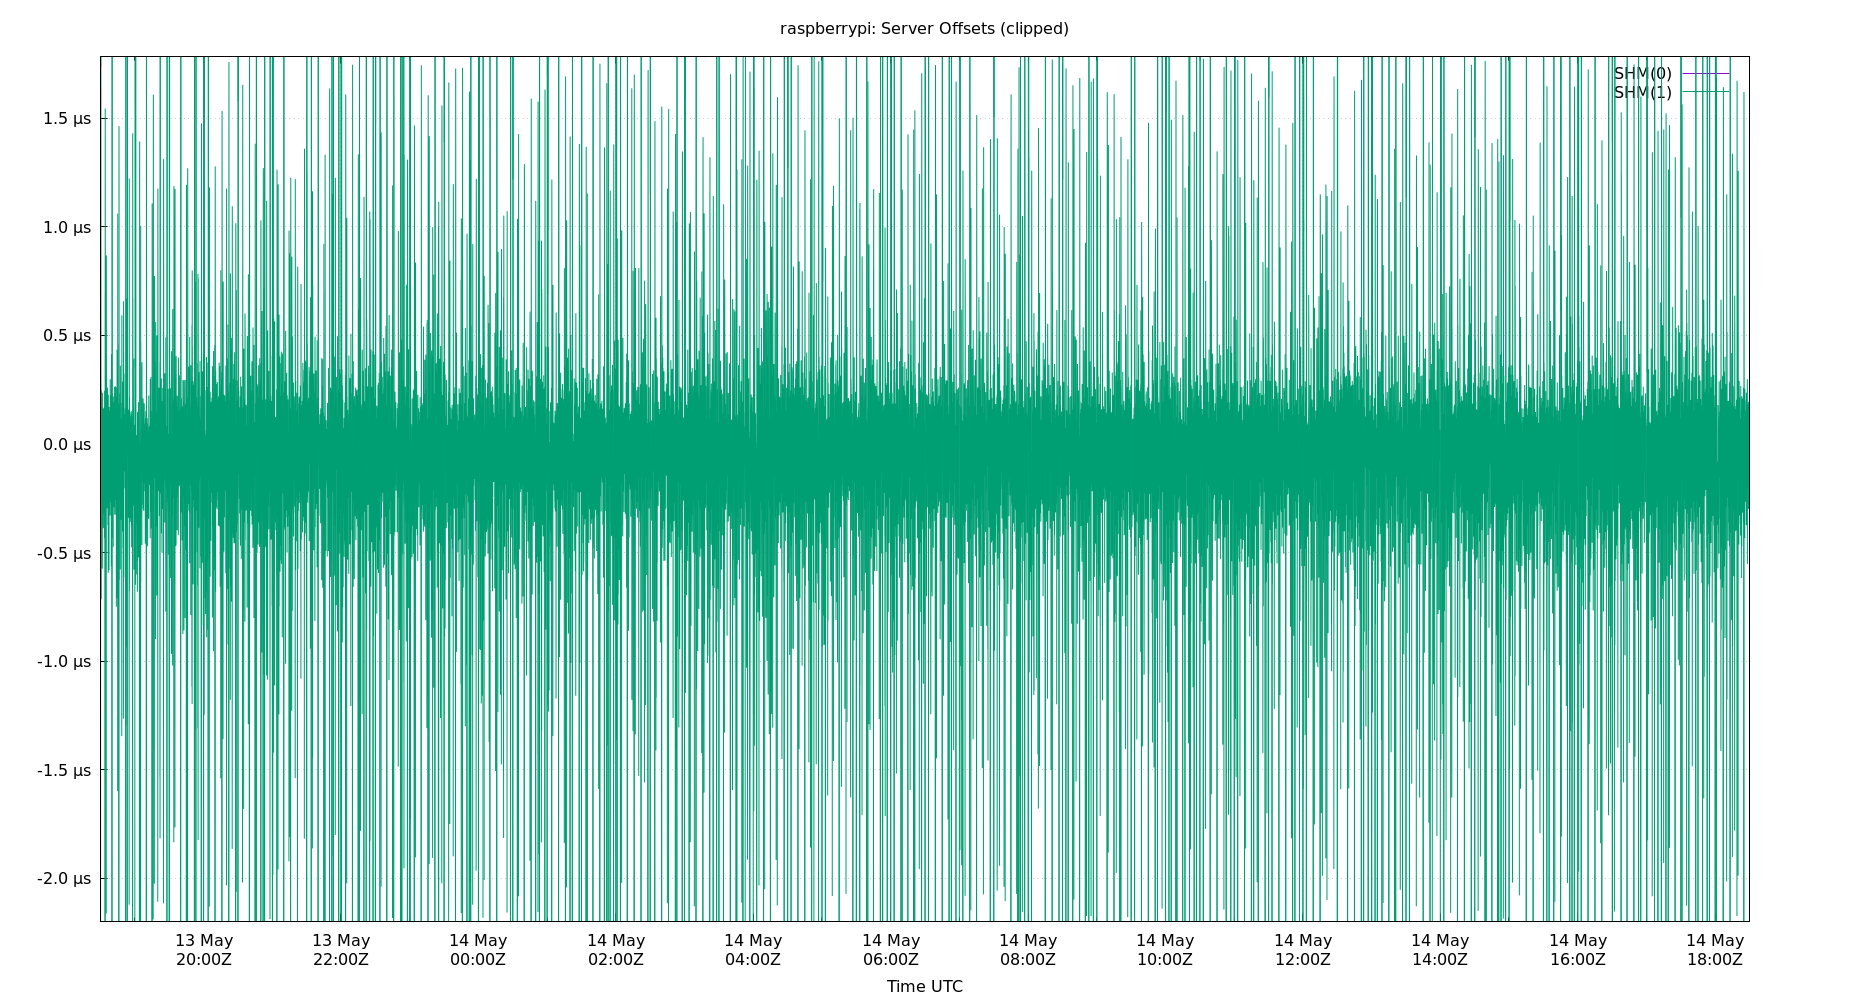 raspberrypi: Server Offsets (clipped)
SHM(0)
SHM(1)
1.5 µs
1.0 µs
0.5 µs
0.0 µs
-0.5 µs
-1.0 µs
-1.5 µs
-2.0 µs
13 May 13 May 14 May 14 May 14 May 14 May 14 May 14 May 14 May 14 May 14 May 14 May
20:00Z 22:00Z 00:00Z 02:00Z 04:00Z 06:00Z 08:00Z 10:00Z 12:00Z 14:00Z 16:00Z 18:00Z
Time UTC